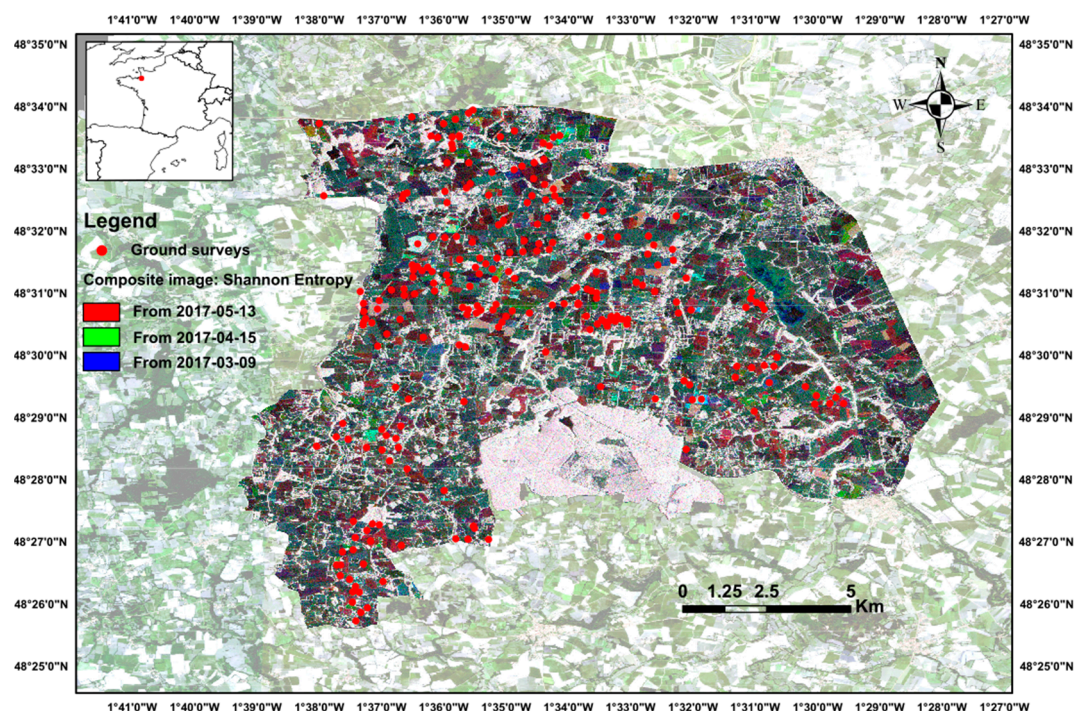 1°41'0"W 1°40'0"W 1°39'0"W 1°38'0"W 1°37'0"W 1°36'0"W 1°35'0"W 1°34'0"W 1°33'0"W 1°32'0"W 1°31'0"W 1°30'0"W 1°29'0"W 1°28'0"W 1°27'0"W
48°35'0"N 48°35'0"N
N
48°34'0"N 48°34'0"N
W E
S
48°33'0"N 48°33'0"N
Legend
48°32'0"N 48°32'0"N
Ground surveys
Composite image: Shannon Entropy
48°31'0"N 48°31'0"N
From 2017-05-13
From 2017-04-15
48°30'0"N 48°30'0"N
From 2017-03-09
48°29'0"N 48°29'0"N
48°28'0"N 48°28'0"N
48°27'0"N 48°27'0"N
0 1.25 2.5 5
Km
48°26'0"N 48°26'0"N
48°25'0"N 48°25'0"N
1°41'0"W 1°40'0"W 1°39'0"W 1°38'0"W 1°37'0"W 1°36'0"W 1°35'0"W 1°34'0"W 1°33'0"W 1°32'0"W 1°31'0"W 1°30'0"W 1°29'0"W 1°28'0"W 1°27'0"W